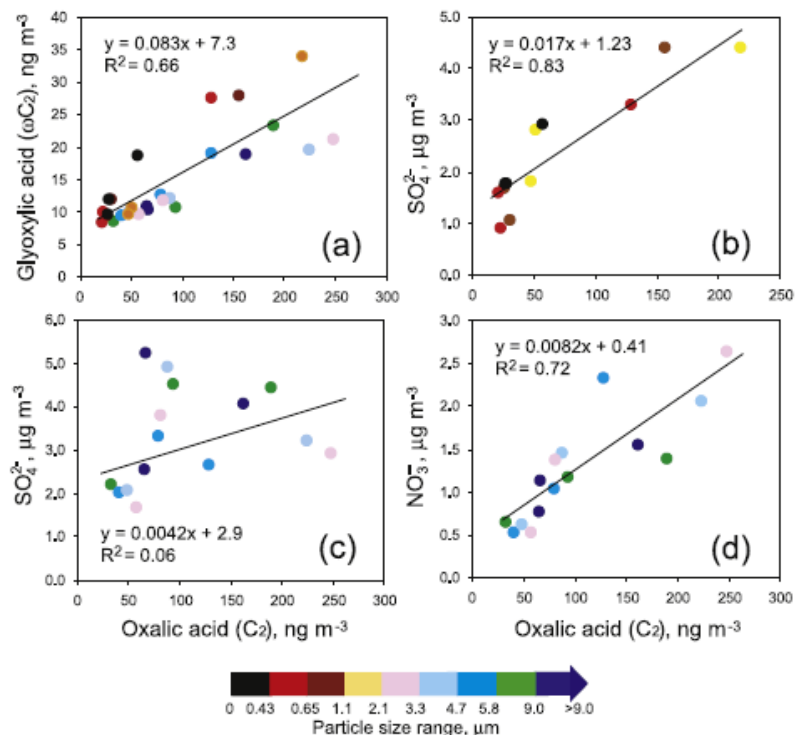 y = 0.083x + 7.3
R² = 0.66
Glyoxylic acid (ωC₂), ng m⁻³
40
35
30
25
20
15
10
5
0
(a)
0 50 100 150 200 250 300
y = 0.017x + 1.23
R² = 0.83
SO₄²⁻, µg m⁻³
5.0
4.0
3.0
2.0
1.0
0.0
(b)
0 50 100 150 200 250 300
SO₄²⁻, µg m⁻³
6.0
5.0
4.0
3.0
2.0
1.0
0.0
y = 0.0042x + 2.9
R² = 0.06
(c)
0 50 100 150 200 250 300
Oxalic acid (C₂), ng m⁻³
y = 0.0082x + 0.41
R² = 0.72
NO₃⁻, µg m⁻³
3.0
2.5
2.0
1.5
1.0
0.5
0.0
(d)
0 50 100 150 200 250 300
Oxalic acid (C₂), ng m⁻³
0 0.43 0.65 1.1 2.1 3.3 4.7 5.8 9.0 >9.0
Particle size range, µm